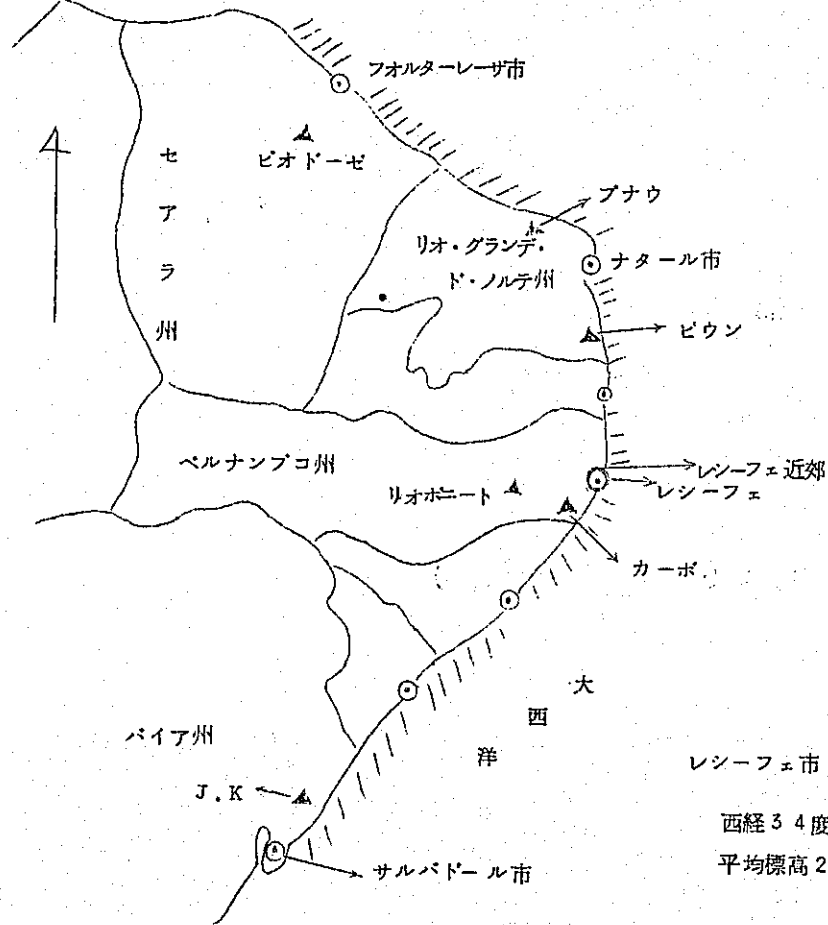 フオルターレーザ市
ピオドーゼ
セアラ州
プナウ
リオ・グランデ・
ド・ノルテ州
ナタール市
ピウン
ペルナンブコ州
リオボニート
レシーフェ近郊
レシーフェ
カーボ
大西洋
バイア州
J.K
サルバドール市
レシーフェ市
西経34度
平均標高2